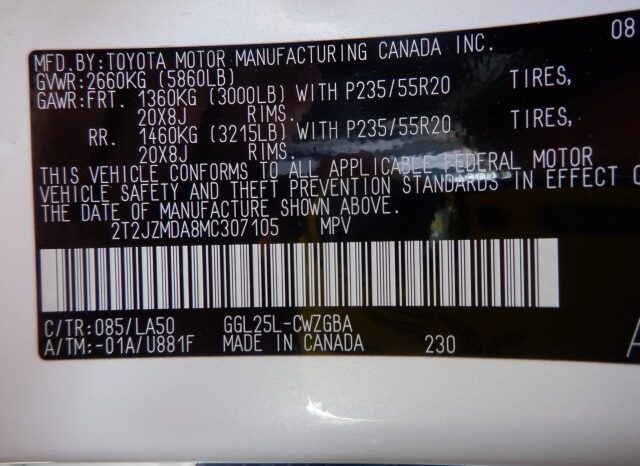 MFD.BY:TOYOTA MOTOR MANUFACTURING CANADA INC. 08
GVWR:2660KG (5860LB)
GAWR:FRT. 1360KG (3000LB) WITH P235/55R20 TIRES,
20X8J RIMS.
RR. 1460KG (3215LB) WITH P235/55R20 TIRES,
20X8J RIMS.
THIS VEHICLE CONFORMS TO ALL APPLICABLE FEDERAL MOTOR
VEHICLE SAFETY AND THEFT PREVENTION STANDARDS IN EFFECT
THE DATE OF MANUFACTURE SHOWN ABOVE.
2T2JZMDA8MC307105 MPV
C/TR:085/LA50 GGL25L-CWZGBA
A/TM:-01A/U881F MADE IN CANADA 230